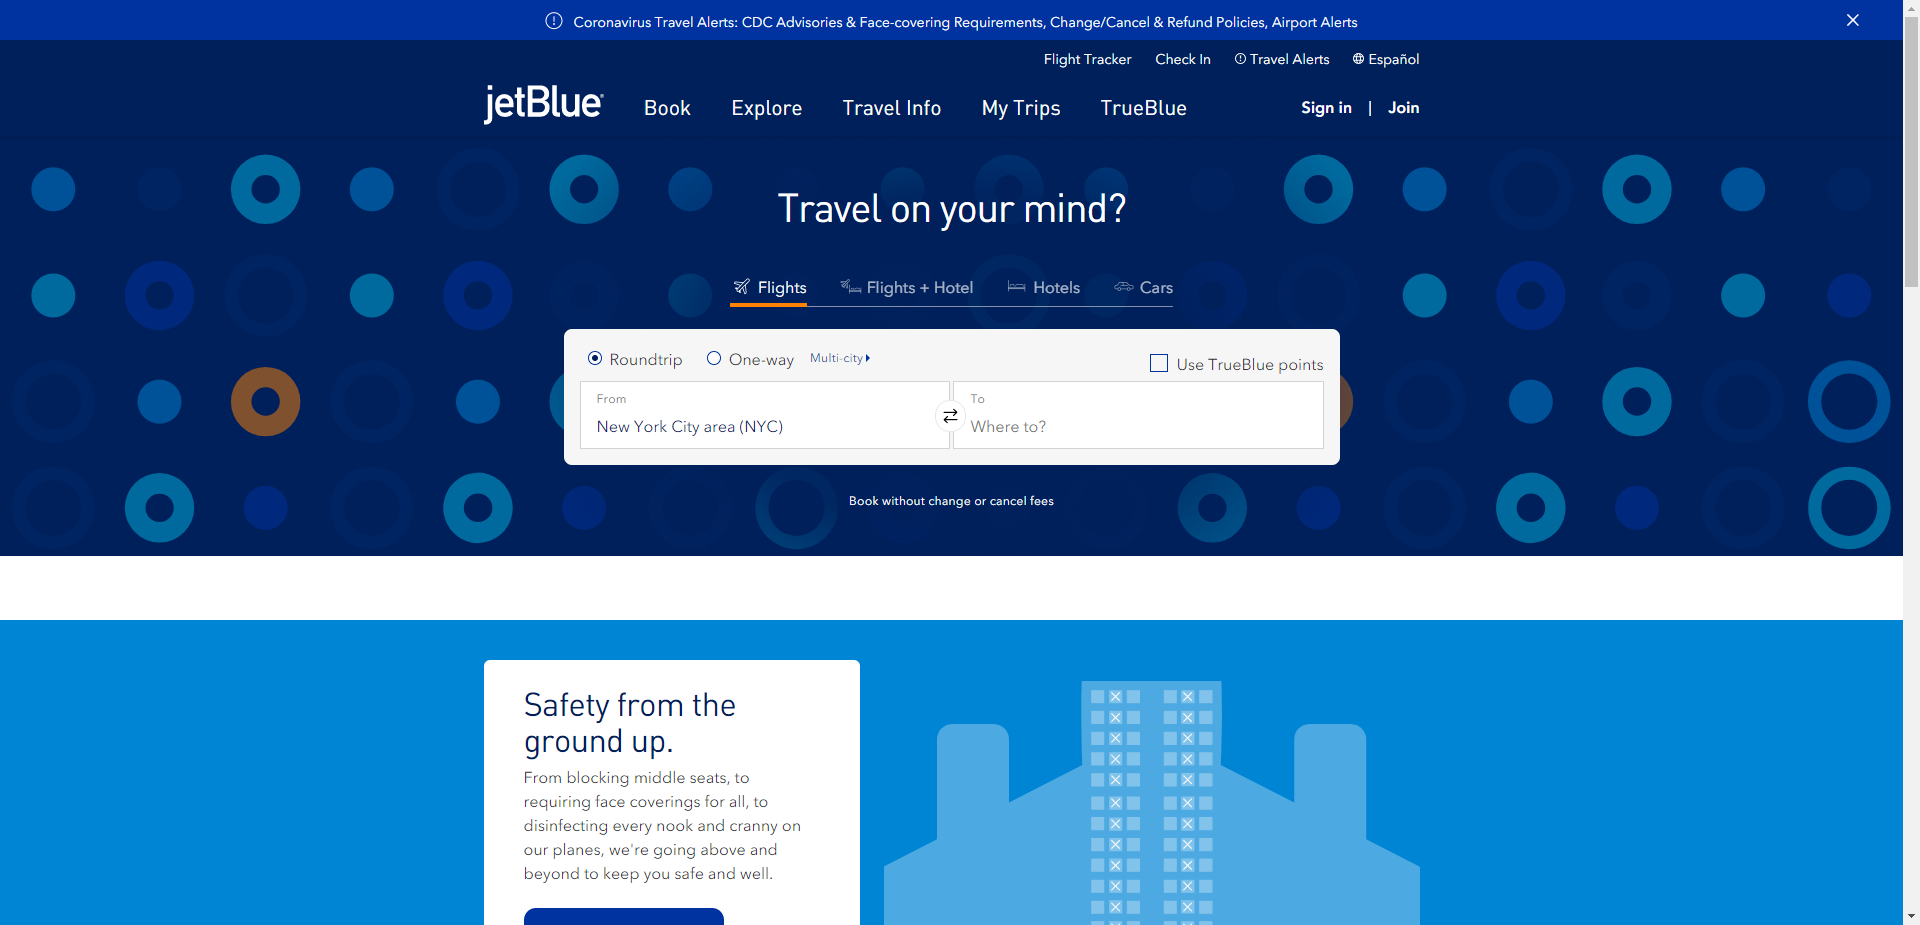 Coronavirus Travel Alerts: CDC Advisories & Face-covering Requirements, Change/Cancel & Refund Policies, Airport Alerts
Flight Tracker Check In Travel Alerts Español
jetBlue Book Explore Travel Info My Trips TrueBlue Sign in | Join
Travel on your mind?
Flights Flights + Hotel Hotels Cars
Roundtrip One-way Multi-city Use TrueBlue points
From To
New York City area (NYC) Where to?
Book without change or cancel fees
Safety from the
ground up.
From blocking middle seats, to
requiring face coverings for all, to
disinfecting every nook and cranny on
our planes, we're going above and
beyond to keep you safe and well.